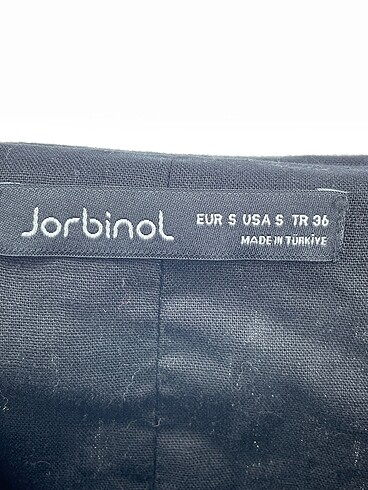 Jorbinol
EUR S USA S TR 36
MADE IN TÜRKİYE